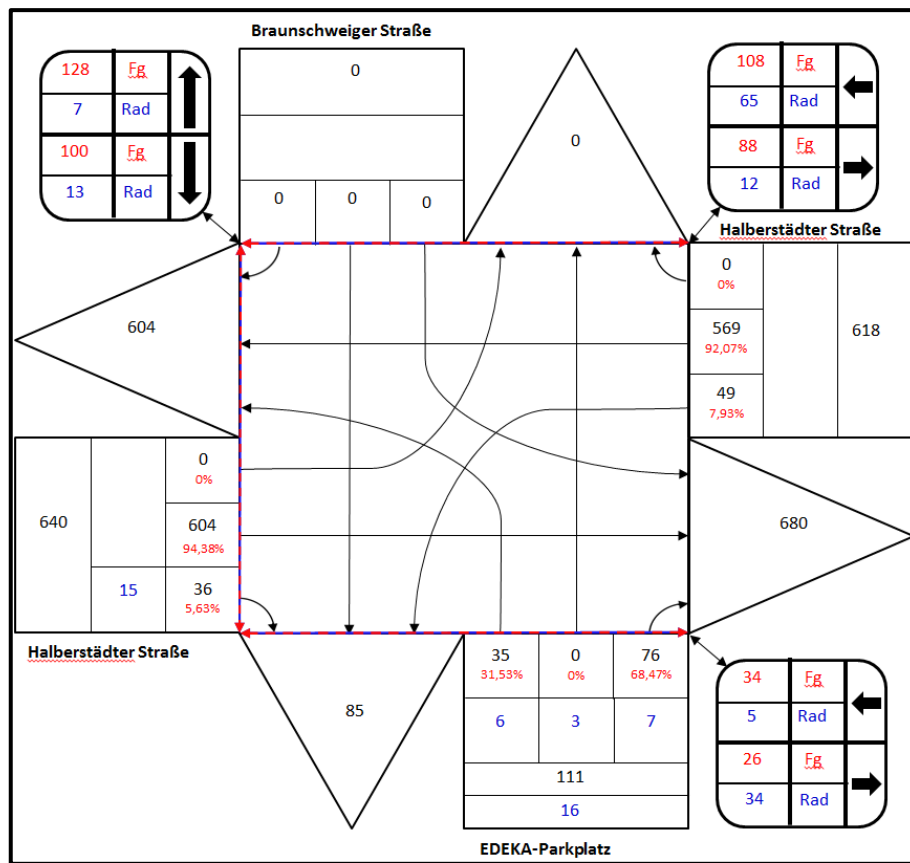 Braunschweiger Straße
128 Fg
7 Rad
100 Fg
13 Rad
0
0 0 0
0
108 Fg
65 Rad
88 Fg
12 Rad
Halberstädter Straße
0
0%
569
92,07%
49
7,93%
618
604
680
640
0
0%
604
94,38%
15
36
5,63%
Halberstädter Straße
85
35 0 76
31,53% 0% 68,47%
6 3 7
111
16
34 Fg
5 Rad
26 Fg
34 Rad
EDEKA-Parkplatz